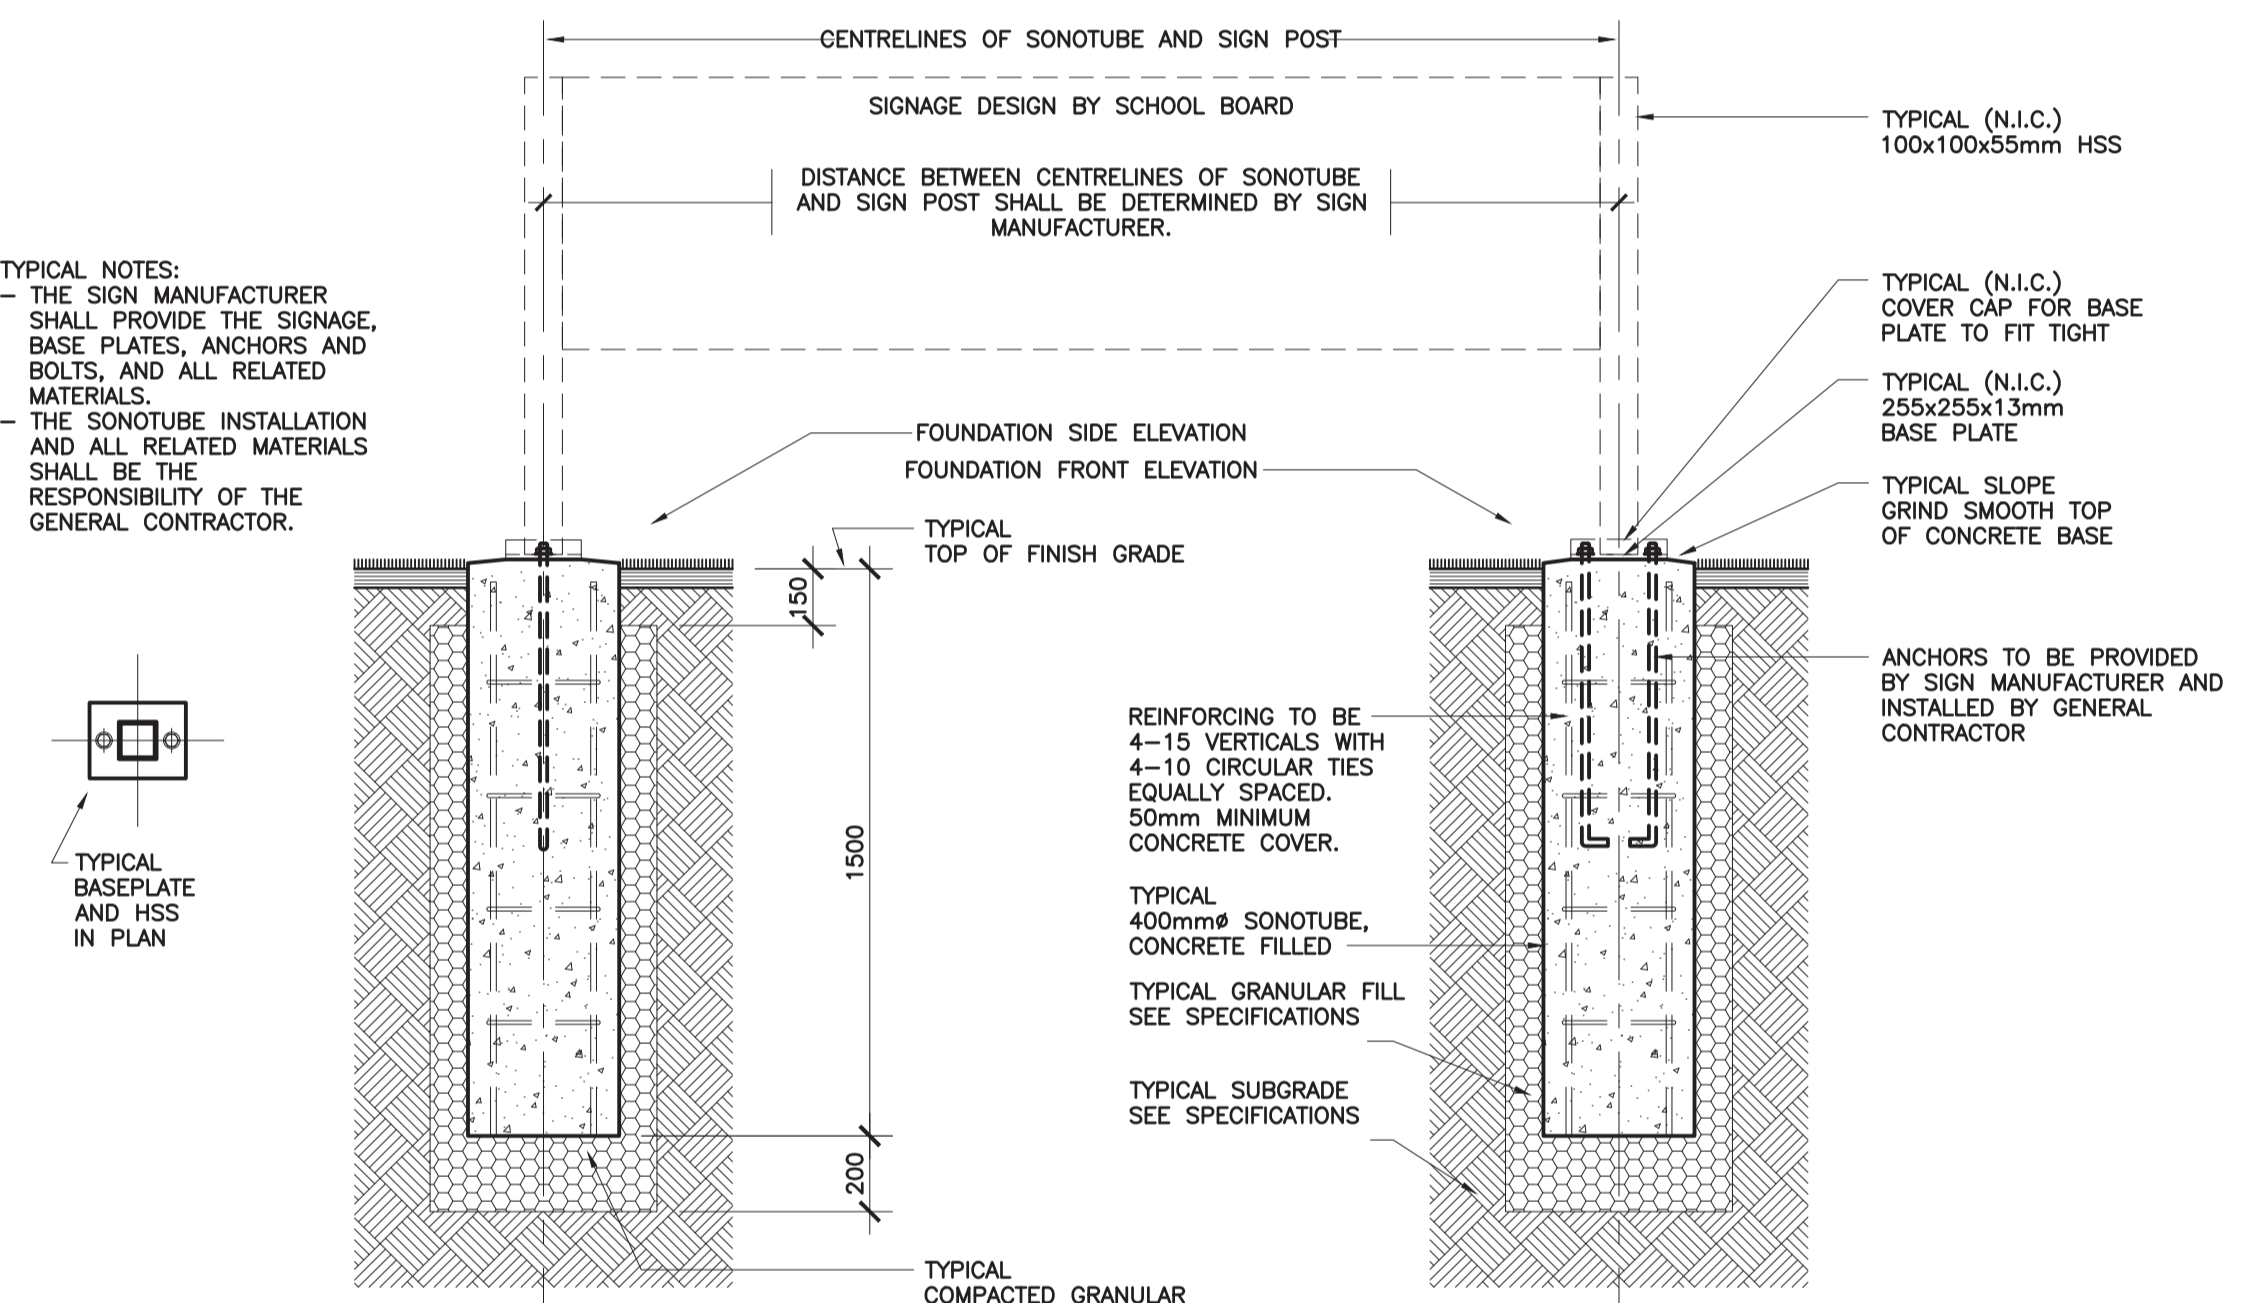 CENTRELINES OF SONOTUBE AND SIGN POST
SIGNAGE DESIGN BY SCHOOL BOARD
DISTANCE BETWEEN CENTRELINES OF SONOTUBE
AND SIGN POST SHALL BE DETERMINED BY SIGN
MANUFACTURER.
TYPICAL (N.I.C.)
100x100x55mm HSS
TYPICAL NOTES:
– THE SIGN MANUFACTURER
SHALL PROVIDE THE SIGNAGE,
BASE PLATES, ANCHORS AND
BOLTS, AND ALL RELATED
MATERIALS.
– THE SONOTUBE INSTALLATION
AND ALL RELATED MATERIALS
SHALL BE THE
RESPONSIBILITY OF THE
GENERAL CONTRACTOR.
TYPICAL (N.I.C.)
COVER CAP FOR BASE
PLATE TO FIT TIGHT
TYPICAL (N.I.C.)
255x255x13mm
BASE PLATE
FOUNDATION SIDE ELEVATION
FOUNDATION FRONT ELEVATION
TYPICAL SLOPE
GRIND SMOOTH TOP
OF CONCRETE BASE
TYPICAL
TOP OF FINISH GRADE
150
1500
200
ANCHORS TO BE PROVIDED
BY SIGN MANUFACTURER AND
INSTALLED BY GENERAL
CONTRACTOR
REINFORCING TO BE
4–15 VERTICALS WITH
4–10 CIRCULAR TIES
EQUALLY SPACED.
50mm MINIMUM
CONCRETE COVER.
TYPICAL
BASEPLATE
AND HSS
IN PLAN
TYPICAL
400mmø SONOTUBE,
CONCRETE FILLED
TYPICAL GRANULAR FILL
SEE SPECIFICATIONS
TYPICAL SUBGRADE
SEE SPECIFICATIONS
TYPICAL
COMPACTED GRANULAR